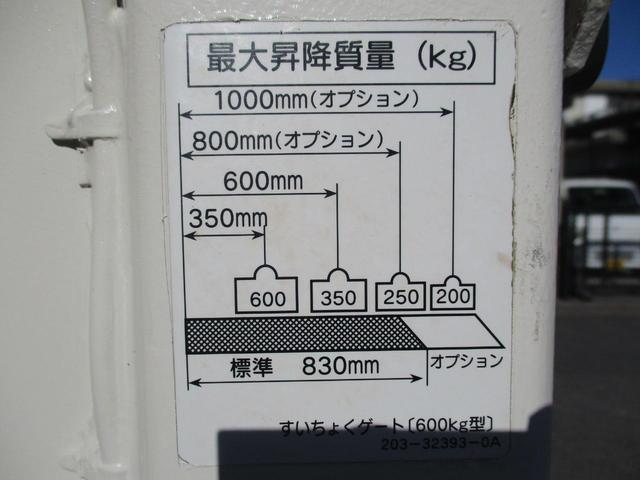 最大昇降質量 (kg)
1000mm(オプション)
800mm(オプション)
600mm
350mm
600 350 250 200
標準 830mm オプション
すいちょくゲート〔600kg型〕
203-32393-0A